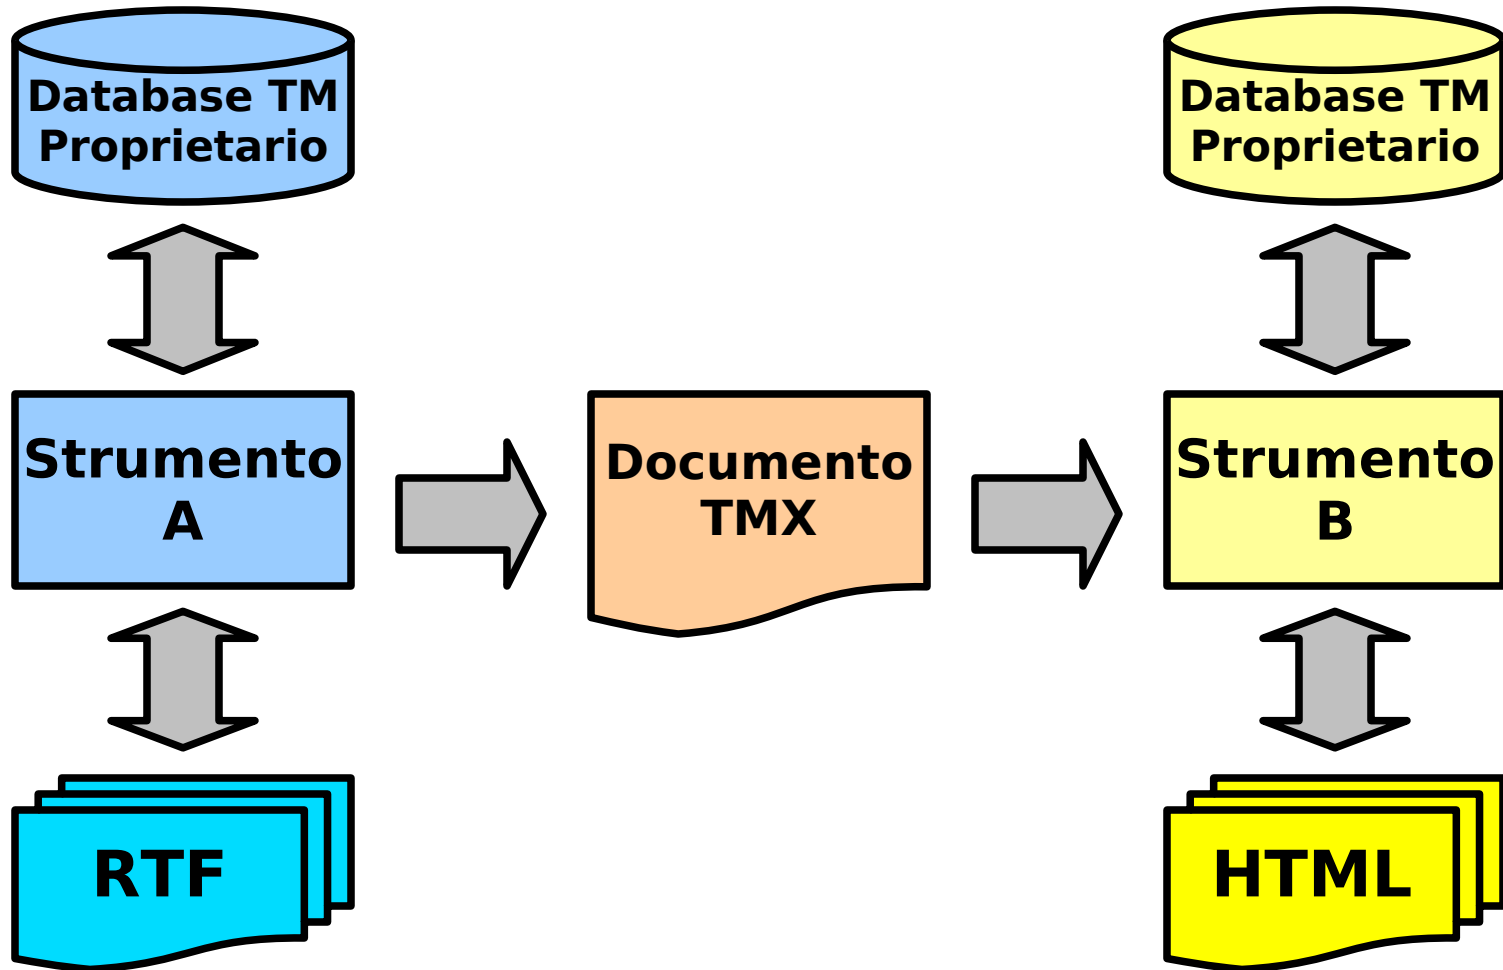 Database TM
Proprietario
Database TM
Proprietario
Strumento
A
Documento
TMX
Strumento
B
RTF
HTML